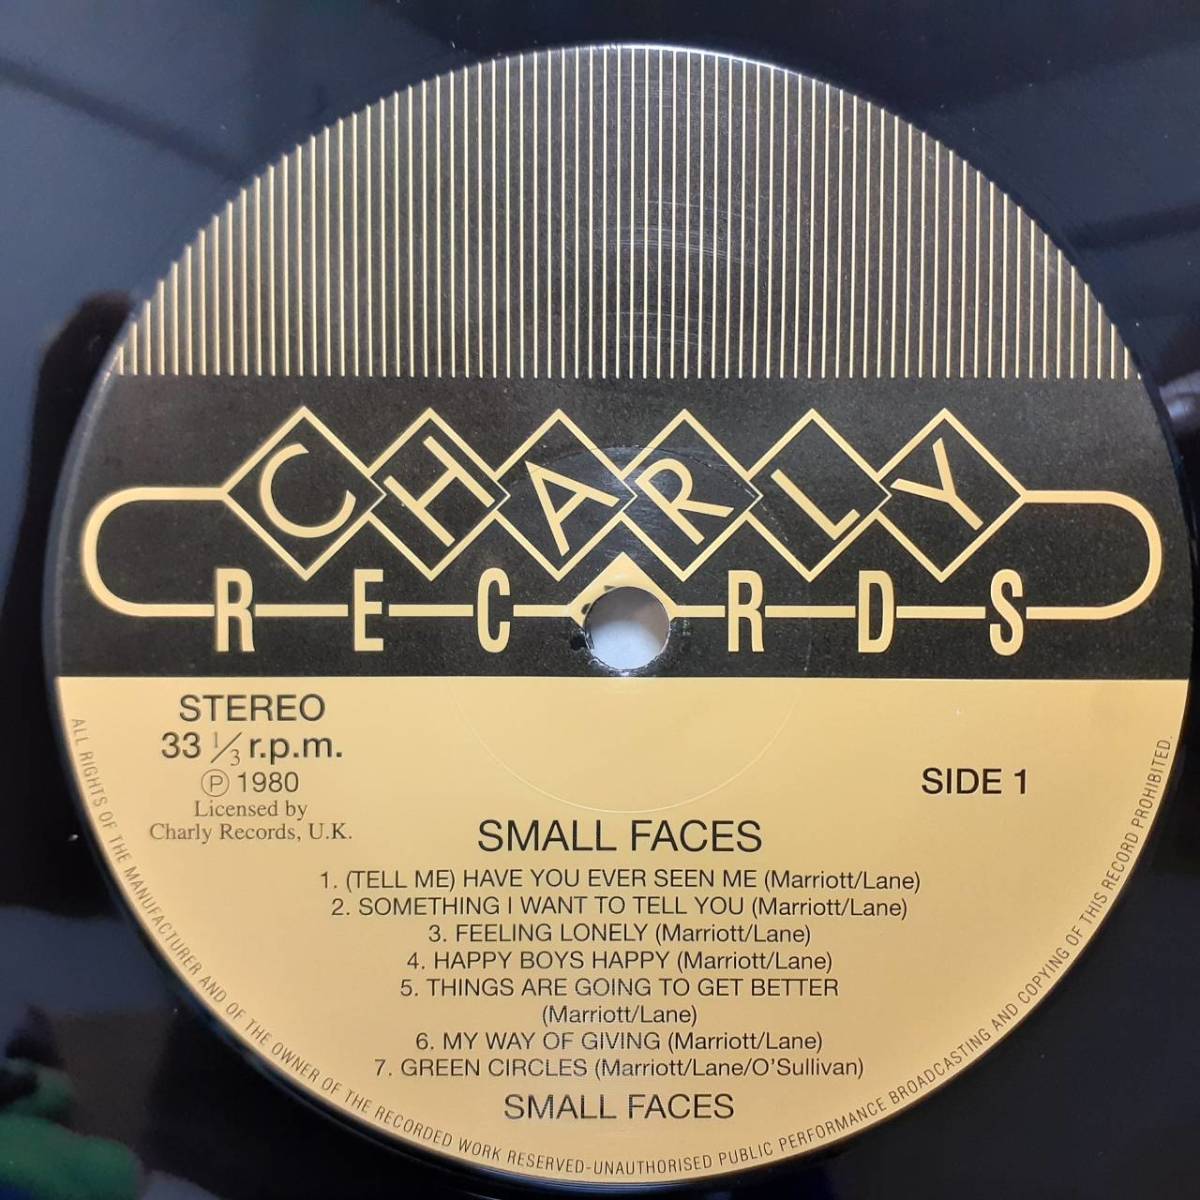 CHARLY
RECORDS
STEREO
33 1/3 r.p.m.
Ⓟ 1980
Licensed by
Charly Records, U.K.
SIDE 1
SMALL FACES
1. (TELL ME) HAVE YOU EVER SEEN ME (Marriott/Lane)
2. SOMETHING I WANT TO TELL YOU (Marriott/Lane)
3. FEELING LONELY (Marriott/Lane)
4. HAPPY BOYS HAPPY (Marriott/Lane)
5. THINGS ARE GOING TO GET BETTER
(Marriott/Lane)
6. MY WAY OF GIVING (Marriott/Lane)
7. GREEN CIRCLES (Marriott/Lane/O'Sullivan)
SMALL FACES
ALL RIGHTS OF THE MANUFACTURER AND OF THE OWNER OF THE RECORDED WORK RESERVED-UNAUTHORISED PUBLIC PERFORMANCE BROADCASTING AND COPYING OF THIS RECORD PROHIBITED.